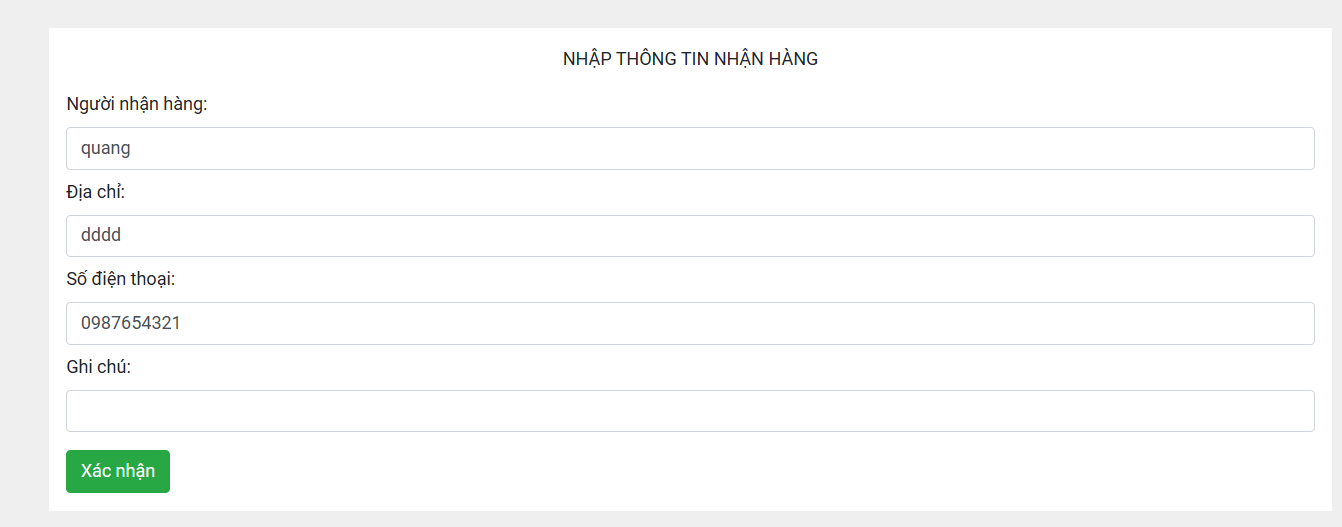 NHẬP THÔNG TIN NHẬN HÀNG
Người nhận hàng:
quang
Địa chỉ:
dddd
Số điện thoại:
0987654321
Ghi chú:
Xác nhận